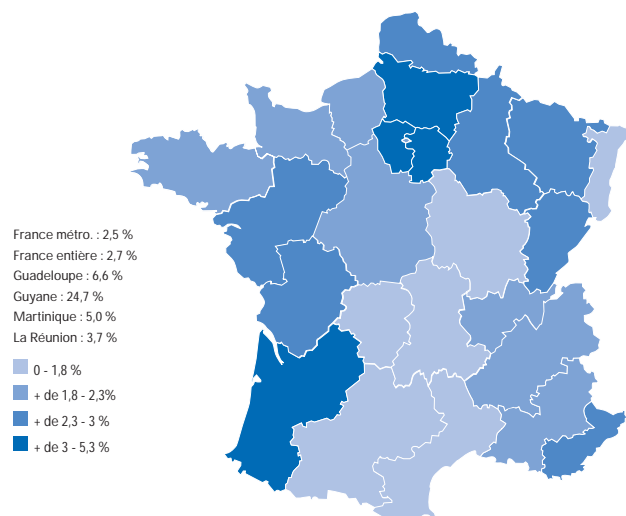 France métro. : 2,5 %
France entière : 2,7 %
Guadeloupe : 6,6 %
Guyane : 24,7 %
Martinique : 5,0 %
La Réunion : 3,7 %
0 - 1,8 %
+ de 1,8 - 2,3%
+ de 2,3 - 3 %
+ de 3 - 5,3 %